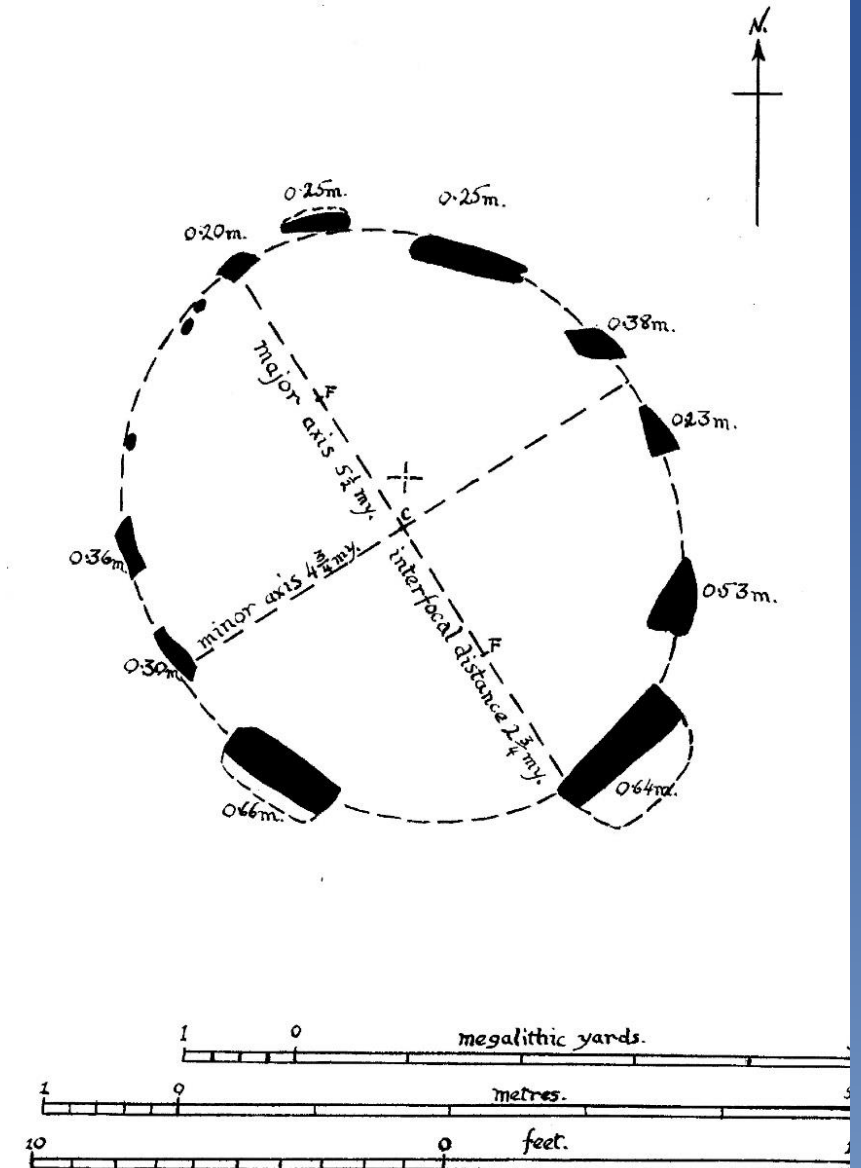 N.
0·25m.
0·25m.
0·20m.
0·38m.
F
major axis 5½ my.
0·23m.
C
0·36m.
minor axis 4¾ my.
interfocal distance 2¾ my.
0·53m.
F
0·30m
0·64m.
0·66m.
1 0 megalithic yards.
1 0 metres. 5
10 0 feet. 1